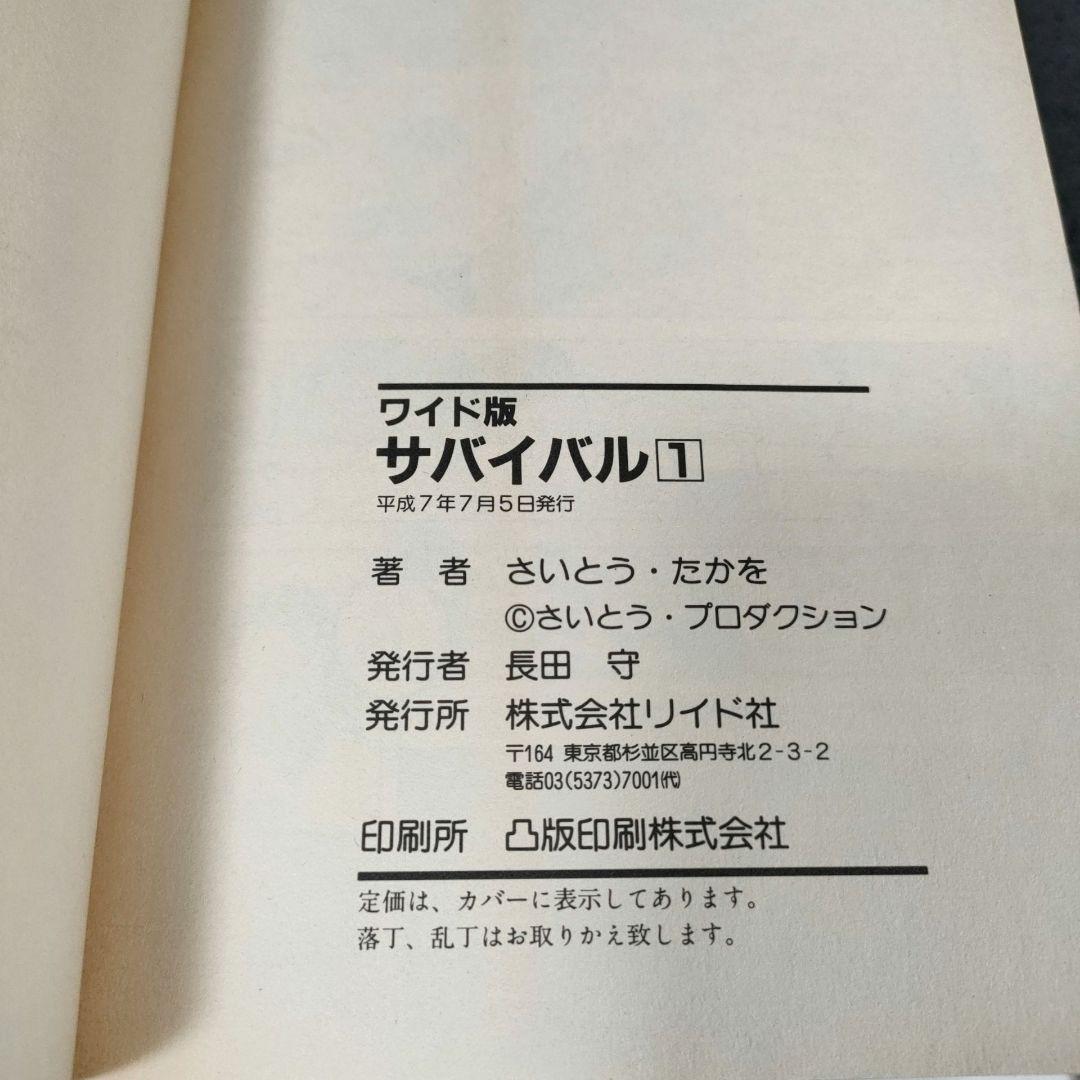 ワイド版
サバイバル1
平成7年7月5日発行
著 者 さいとう・たかを
©さいとう・プロダクション
発行者 長田 守
発行所 株式会社リイド社
〒164 東京都杉並区高円寺北2-3-2
電話03(5373)7001㈹
印刷所 凸版印刷株式会社
定価は、カバーに表示してあります。
落丁、乱丁はお取りかえ致します。